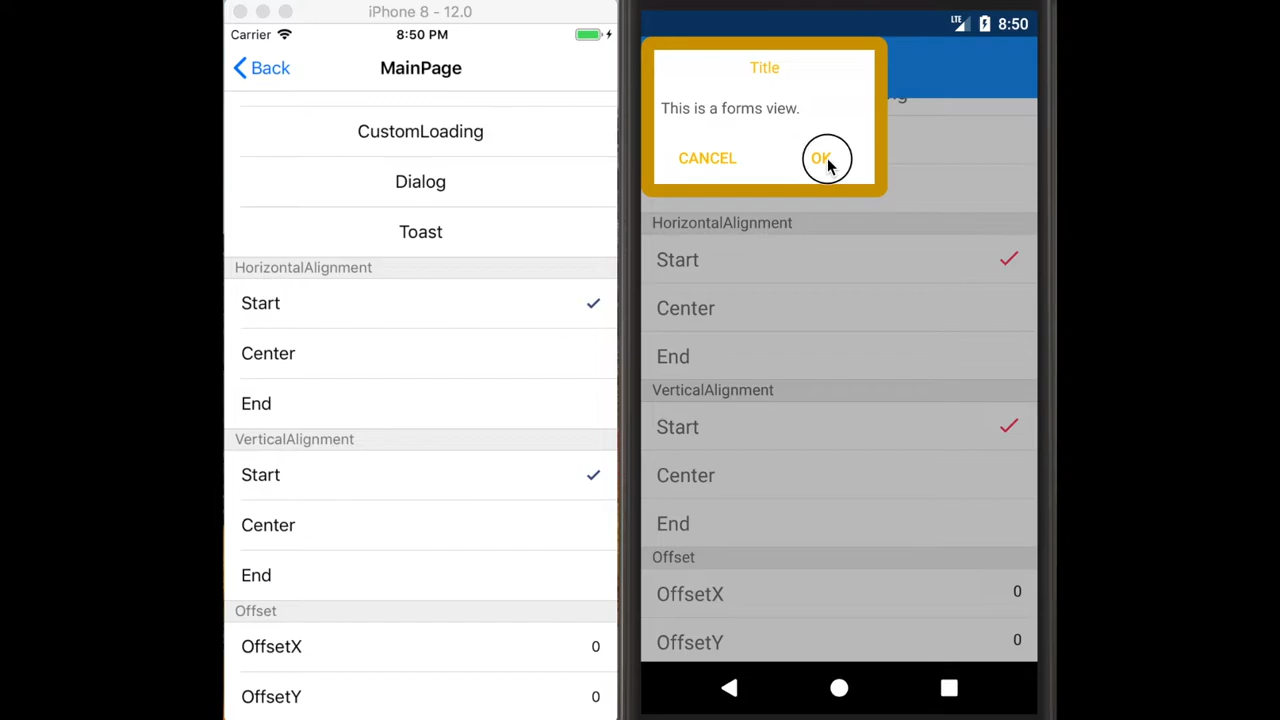 iPhone 8 - 12.0
Carrier
8:50 PM
Back
MainPage
CustomLoading
Dialog
Toast
HorizontalAlignment
Start
Center
End
VerticalAlignment
Start
Center
End
Offset
OffsetX 0
OffsetY 0
LTE 8:50
Title
This is a forms view.
CANCEL
OK
HorizontalAlignment
Start
Center
End
VerticalAlignment
Start
Center
End
Offset
OffsetX 0
OffsetY 0